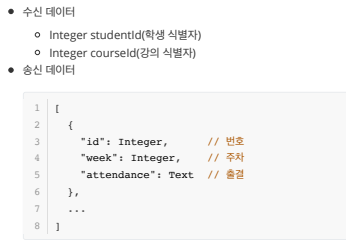 수신 데이터
Integer studentId(학생 식별자)
Integer courseId(강의 식별자)
송신 데이터
1 [
2 {
3 "id": Integer, // 번호
4 "week": Integer, // 주차
5 "attendance": Text // 출결
6 },
7 ...
8 ]